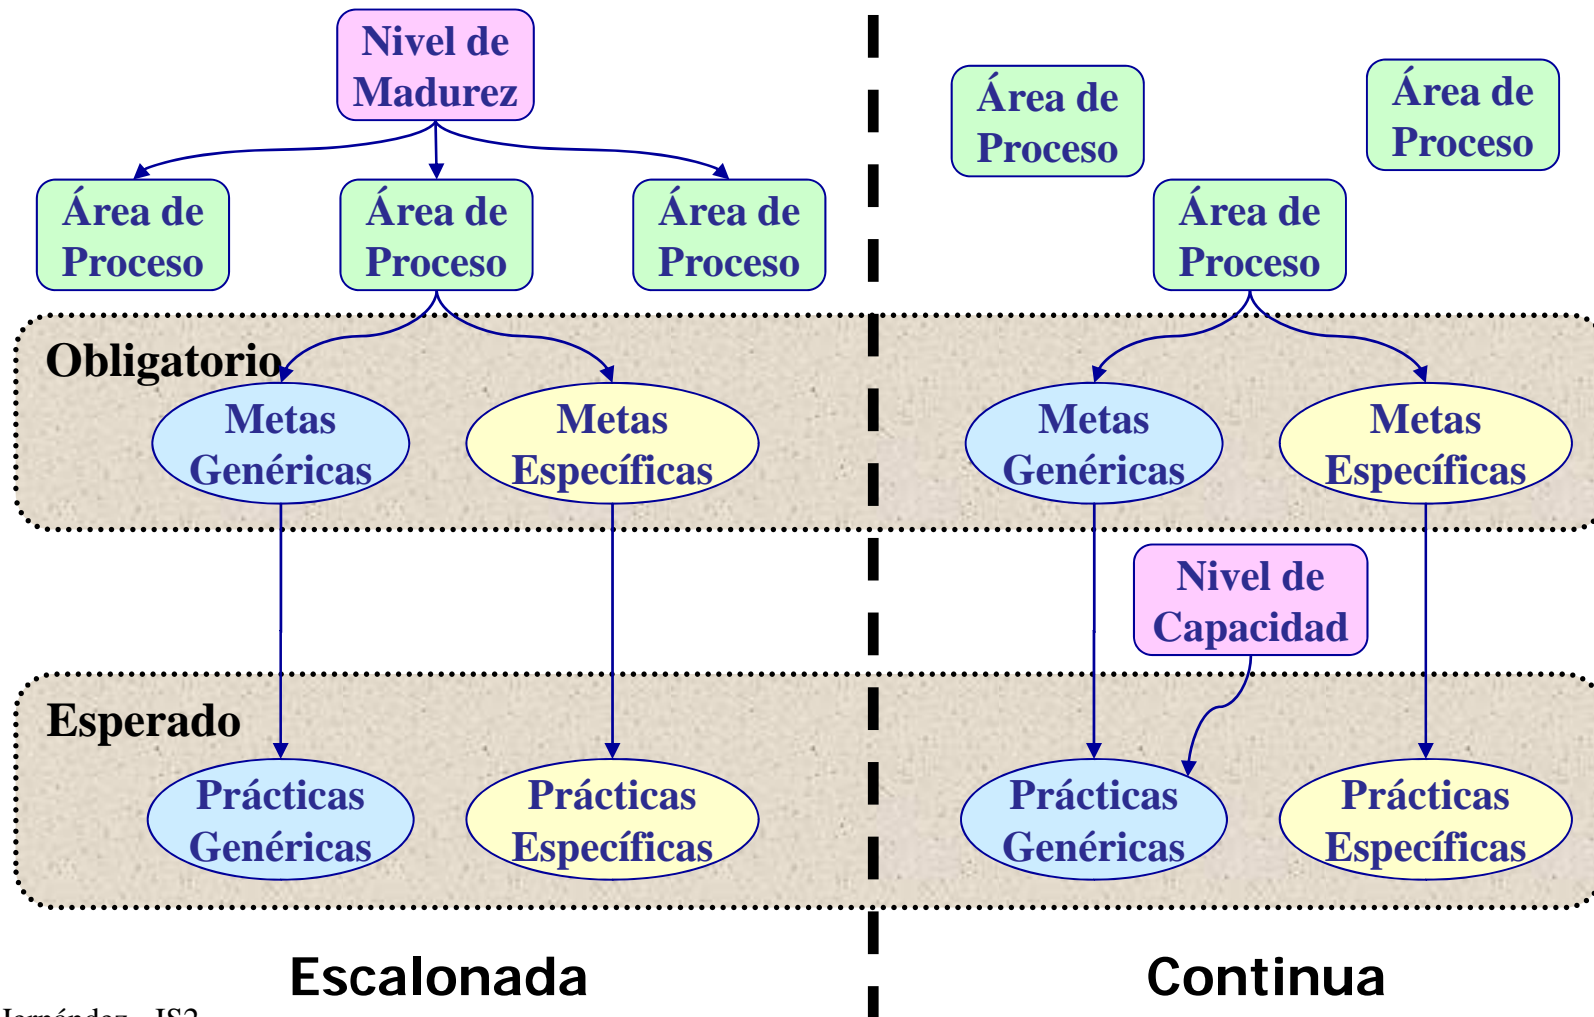 Nivel de
Madurez
Área de
Proceso
Área de
Proceso
Área de
Proceso
Obligatorio
Metas
Genéricas
Metas
Específicas
Esperado
Prácticas
Genéricas
Prácticas
Específicas
Escalonada
Área de
Proceso
Área de
Proceso
Área de
Proceso
Metas
Genéricas
Metas
Específicas
Nivel de
Capacidad
Prácticas
Genéricas
Prácticas
Específicas
Continua